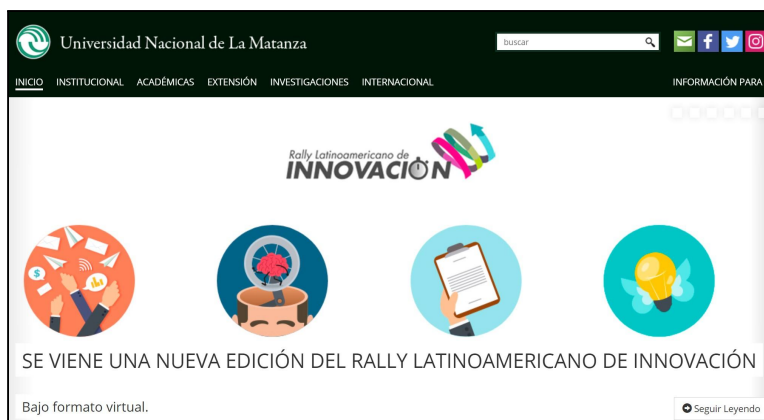 Universidad Nacional de La Matanza
buscar
INICIO INSTITUCIONAL ACADÉMICAS EXTENSIÓN INVESTIGACIONES INTERNACIONAL INFORMACIÓN PARA
Rally Latinoamericano de
INNOVACIÓN
SE VIENE UNA NUEVA EDICIÓN DEL RALLY LATINOAMERICANO DE INNOVACIÓN
Bajo formato virtual.
Seguir Leyendo